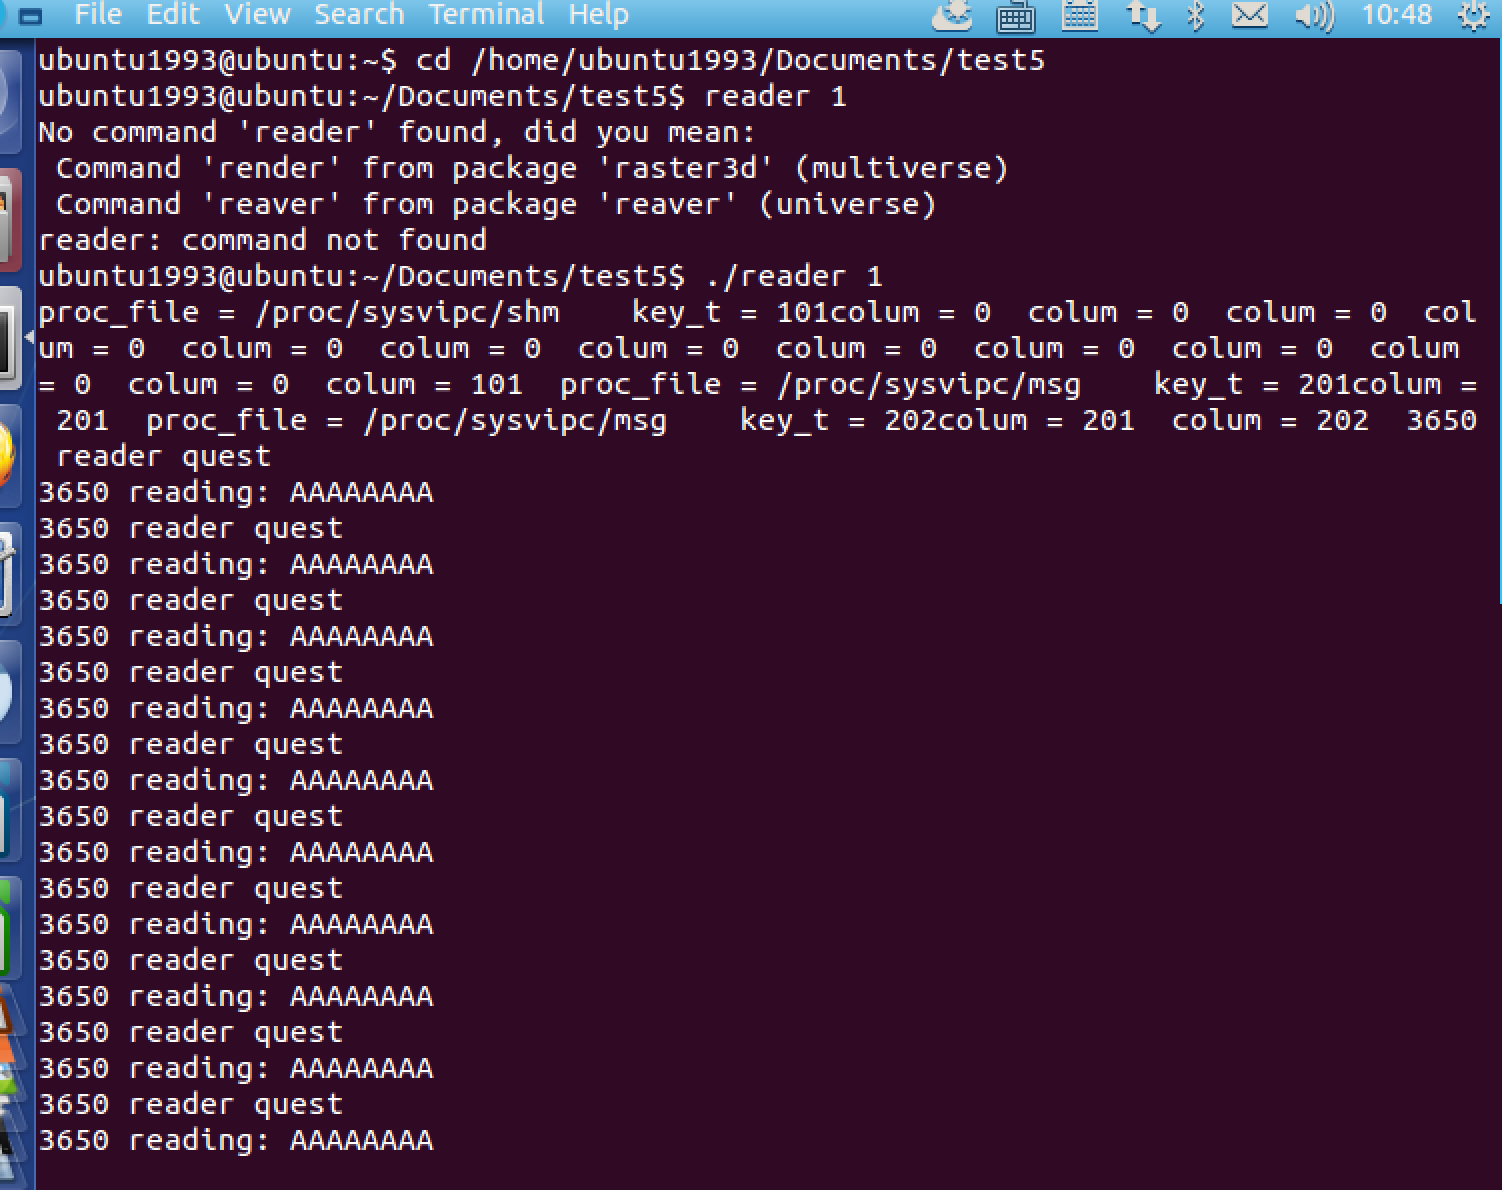 File Edit View Search Terminal Help 10:48
ubuntu1993@ubuntu:~$ cd /home/ubuntu1993/Documents/test5
ubuntu1993@ubuntu:~/Documents/test5$ reader 1
No command 'reader' found, did you mean:
 Command 'render' from package 'raster3d' (multiverse)
 Command 'reaver' from package 'reaver' (universe)
reader: command not found
ubuntu1993@ubuntu:~/Documents/test5$ ./reader 1
proc_file = /proc/sysvipc/shm    key_t = 101colum = 0  colum = 0  colum = 0  col
um = 0  colum = 0  colum = 0  colum = 0  colum = 0  colum = 0  colum = 0  colum 
= 0  colum = 0  colum = 101  proc_file = /proc/sysvipc/msg    key_t = 201colum =
 201  proc_file = /proc/sysvipc/msg    key_t = 202colum = 201  colum = 202  3650
 reader quest
3650 reading: AAAAAAAA
3650 reader quest
3650 reading: AAAAAAAA
3650 reader quest
3650 reading: AAAAAAAA
3650 reader quest
3650 reading: AAAAAAAA
3650 reader quest
3650 reading: AAAAAAAA
3650 reader quest
3650 reading: AAAAAAAA
3650 reader quest
3650 reading: AAAAAAAA
3650 reader quest
3650 reading: AAAAAAAA
3650 reader quest
3650 reading: AAAAAAAA
3650 reader quest
3650 reading: AAAAAAAA